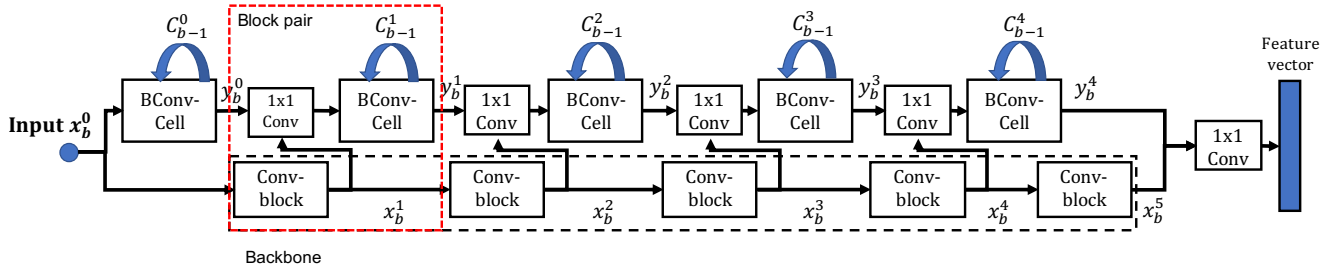 Block pair
$C_{b-1}^{0}$ $C_{b-1}^{1}$ $C_{b-1}^{2}$ $C_{b-1}^{3}$ $C_{b-1}^{4}$
Feature
vector
BConv-
Cell
$y_b^0$
1x1
Conv
BConv-
Cell
$y_b^1$
1x1
Conv
BConv-
Cell
$y_b^2$
1x1
Conv
BConv-
Cell
$y_b^3$
1x1
Conv
BConv-
Cell
$y_b^4$
Input $x_b^0$
1x1
Conv
Conv-
block
Conv-
block
Conv-
block
Conv-
block
Conv-
block
$x_b^1$ $x_b^2$ $x_b^3$ $x_b^4$ $x_b^5$
Backbone